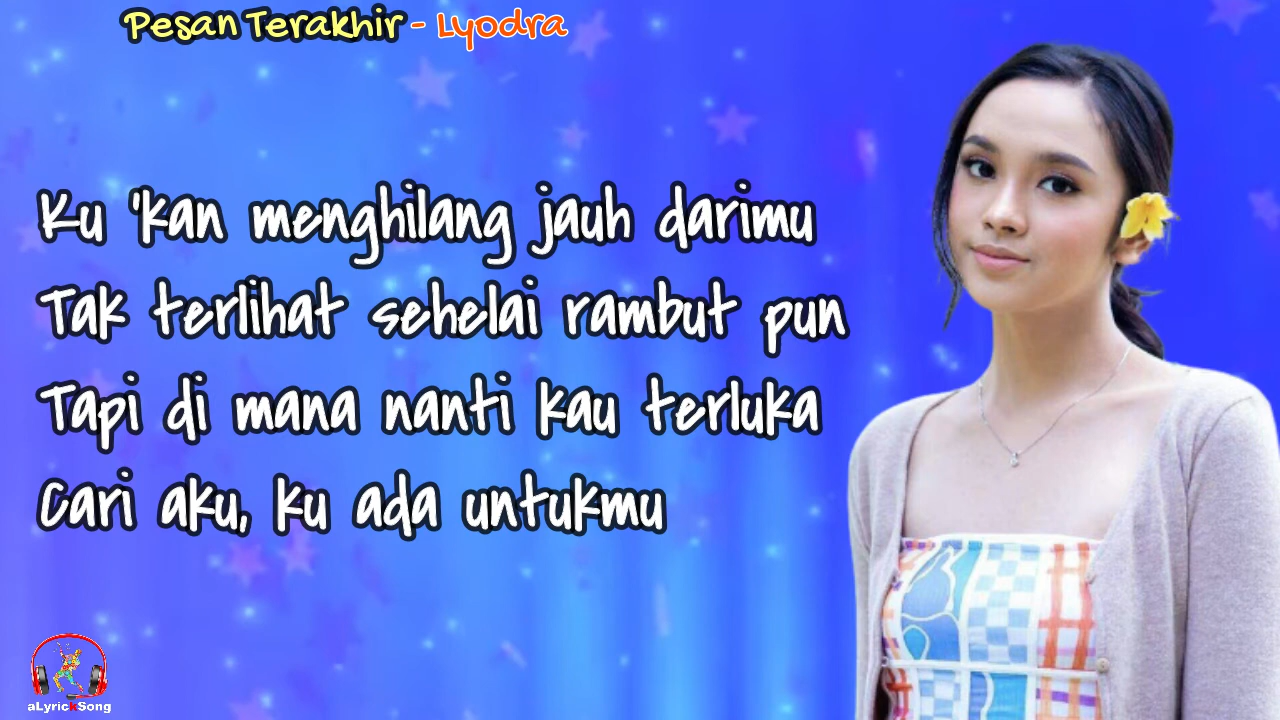 Pesan Terakhir - Lyodra
Ku 'kan menghilang jauh darimu
Tak terlihat sehelai rambut pun
Tapi di mana nanti kau terluka
Cari aku, ku ada untukmu
aLyrickSong